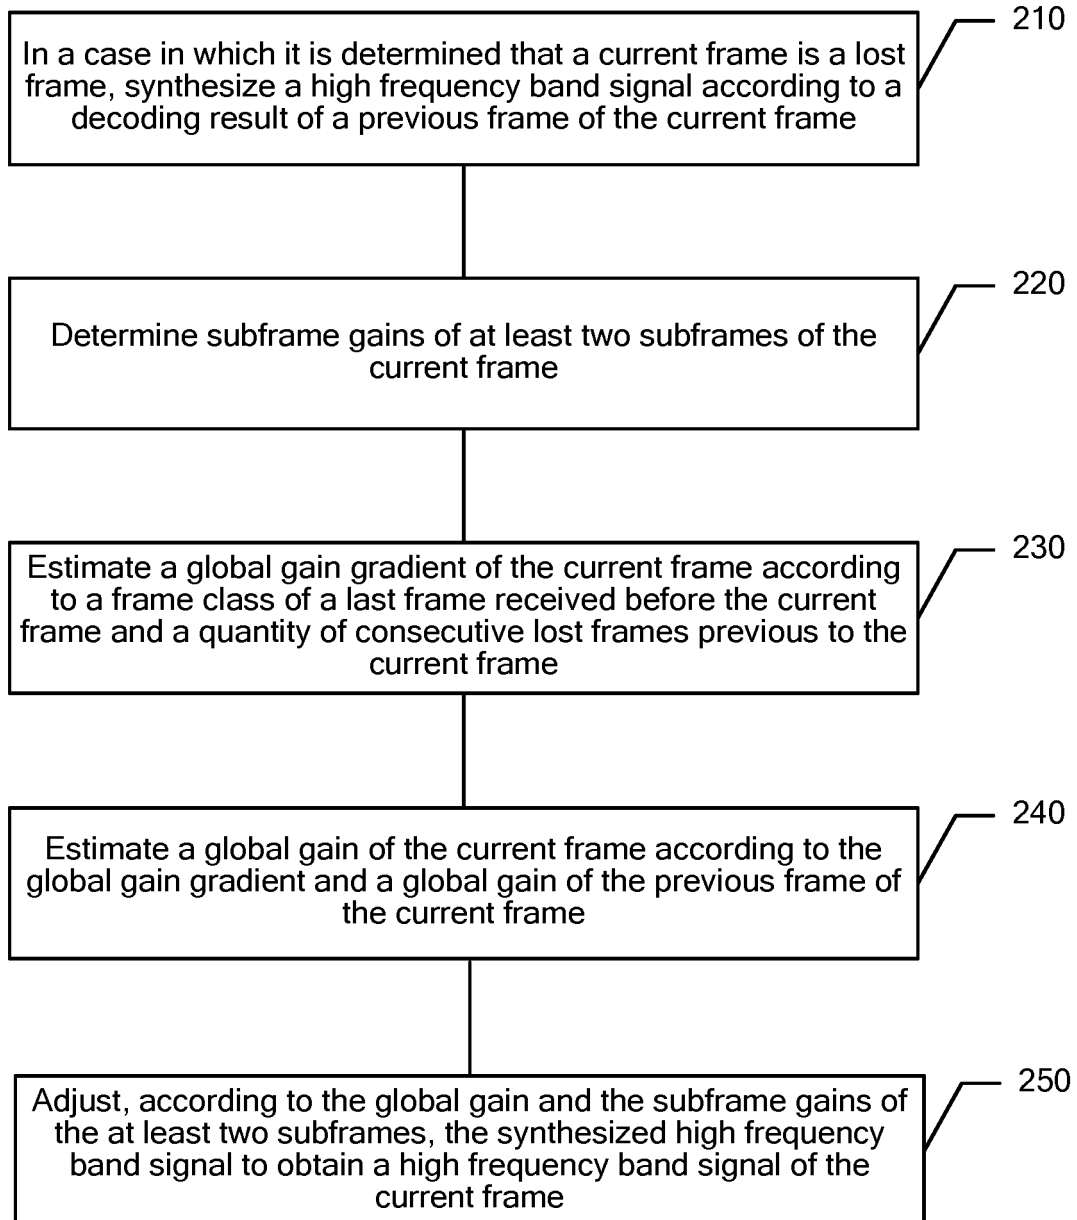 210
In a case in which it is determined that a current frame is a lost
frame, synthesize a high frequency band signal according to a
decoding result of a previous frame of the current frame
220
Determine subframe gains of at least two subframes of the
current frame
230
Estimate a global gain gradient of the current frame according
to a frame class of a last frame received before the current
frame and a quantity of consecutive lost frames previous to the
current frame
240
Estimate a global gain of the current frame according to the
global gain gradient and a global gain of the previous frame of
the current frame
250
Adjust, according to the global gain and the subframe gains of
the at least two subframes, the synthesized high frequency
band signal to obtain a high frequency band signal of the
current frame